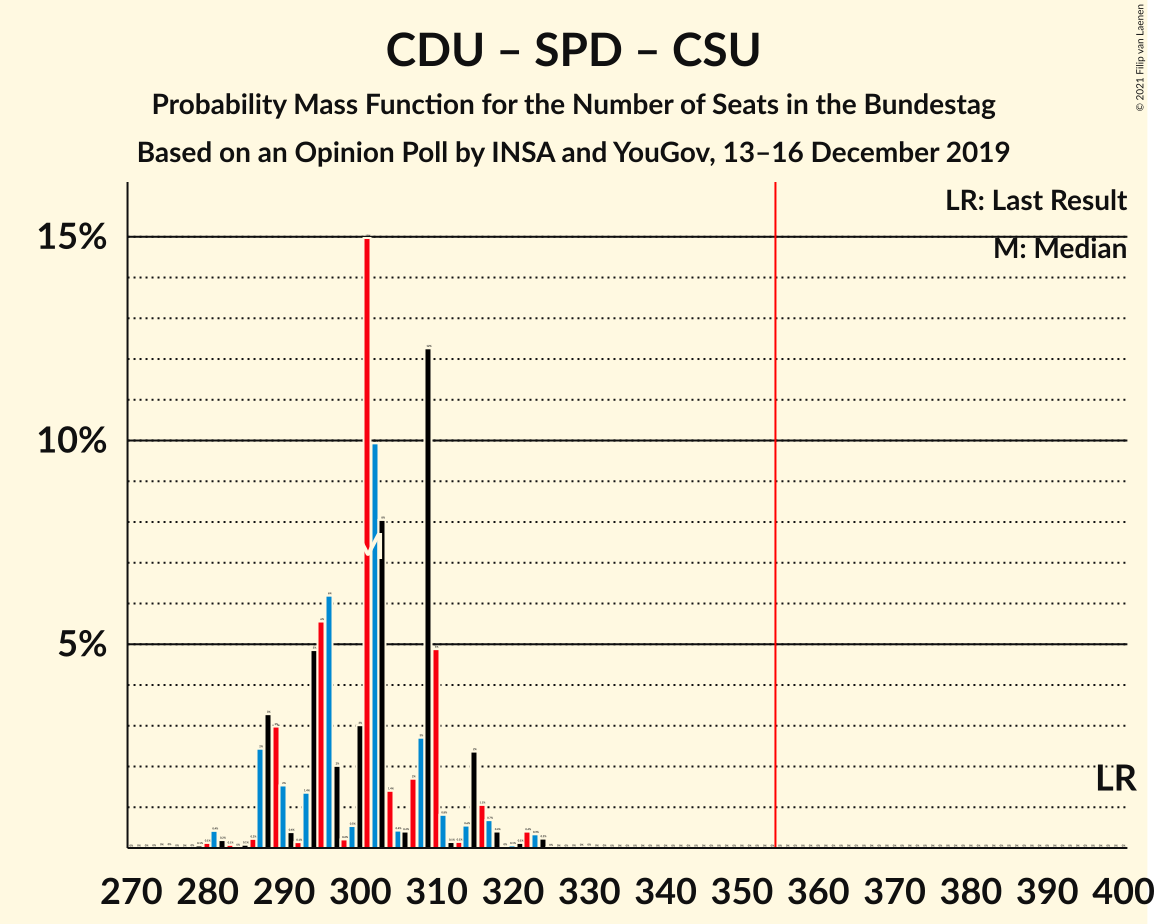 CDU – SPD – CSU
Probability Mass Function for the Number of Seats in the Bundestag
Based on an Opinion Poll by INSA and YouGov, 13–16 December 2019
© 2021 Filip van Laenen
LR: Last Result
M: Median
15%
10%
5%
M
LR
270 280 290 300 310 320 330 340 350 360 370 380 390 400